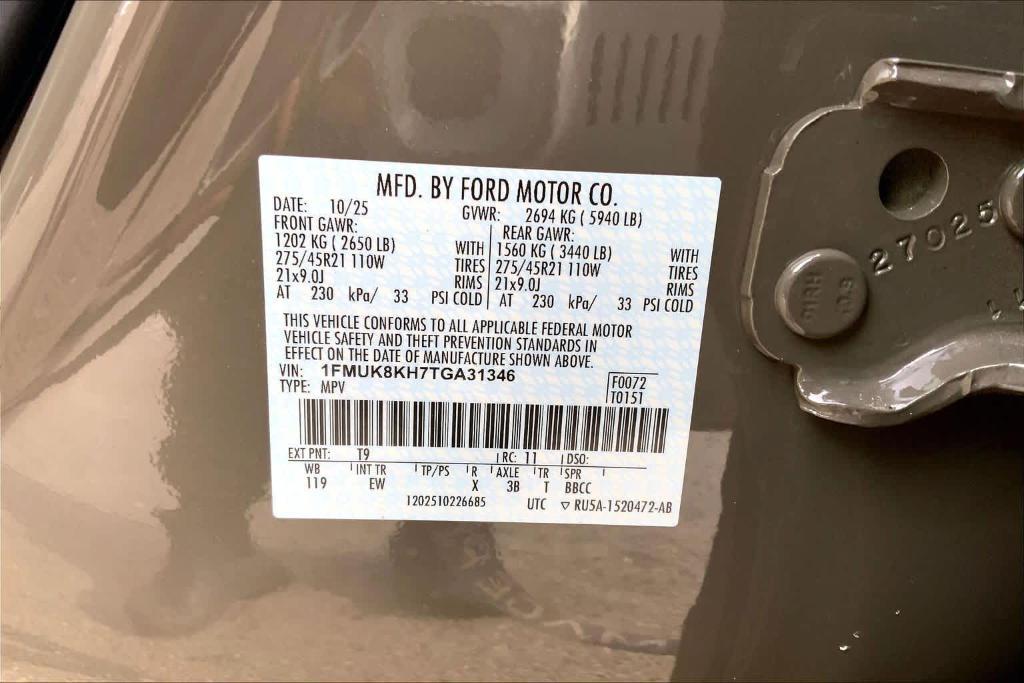 MFD. BY FORD MOTOR CO.
DATE: 10/25 GVWR: 2694 KG ( 5940 LB)
FRONT GAWR: REAR GAWR:
1202 KG ( 2650 LB) WITH 1560 KG ( 3440 LB) WITH
275/45R21 110W TIRES 275/45R21 110W TIRES
21x9.0J RIMS 21x9.0J RIMS
AT 230 kPa/ 33 PSI COLD AT 230 kPa/ 33 PSI COLD
THIS VEHICLE CONFORMS TO ALL APPLICABLE FEDERAL MOTOR
VEHICLE SAFETY AND THEFT PREVENTION STANDARDS IN
EFFECT ON THE DATE OF MANUFACTURE SHOWN ABOVE.
VIN: 1FMUK8KH7TGA31346
TYPE: MPV
F0072
T0151
EXT PNT: T9 RC: 11 DSO:
WB INT TR TP/PS R AXLE TR SPR
119 EW X 3B T BBCC
1202510226685 UTC ▽ RU5A-1520472-AB
27025